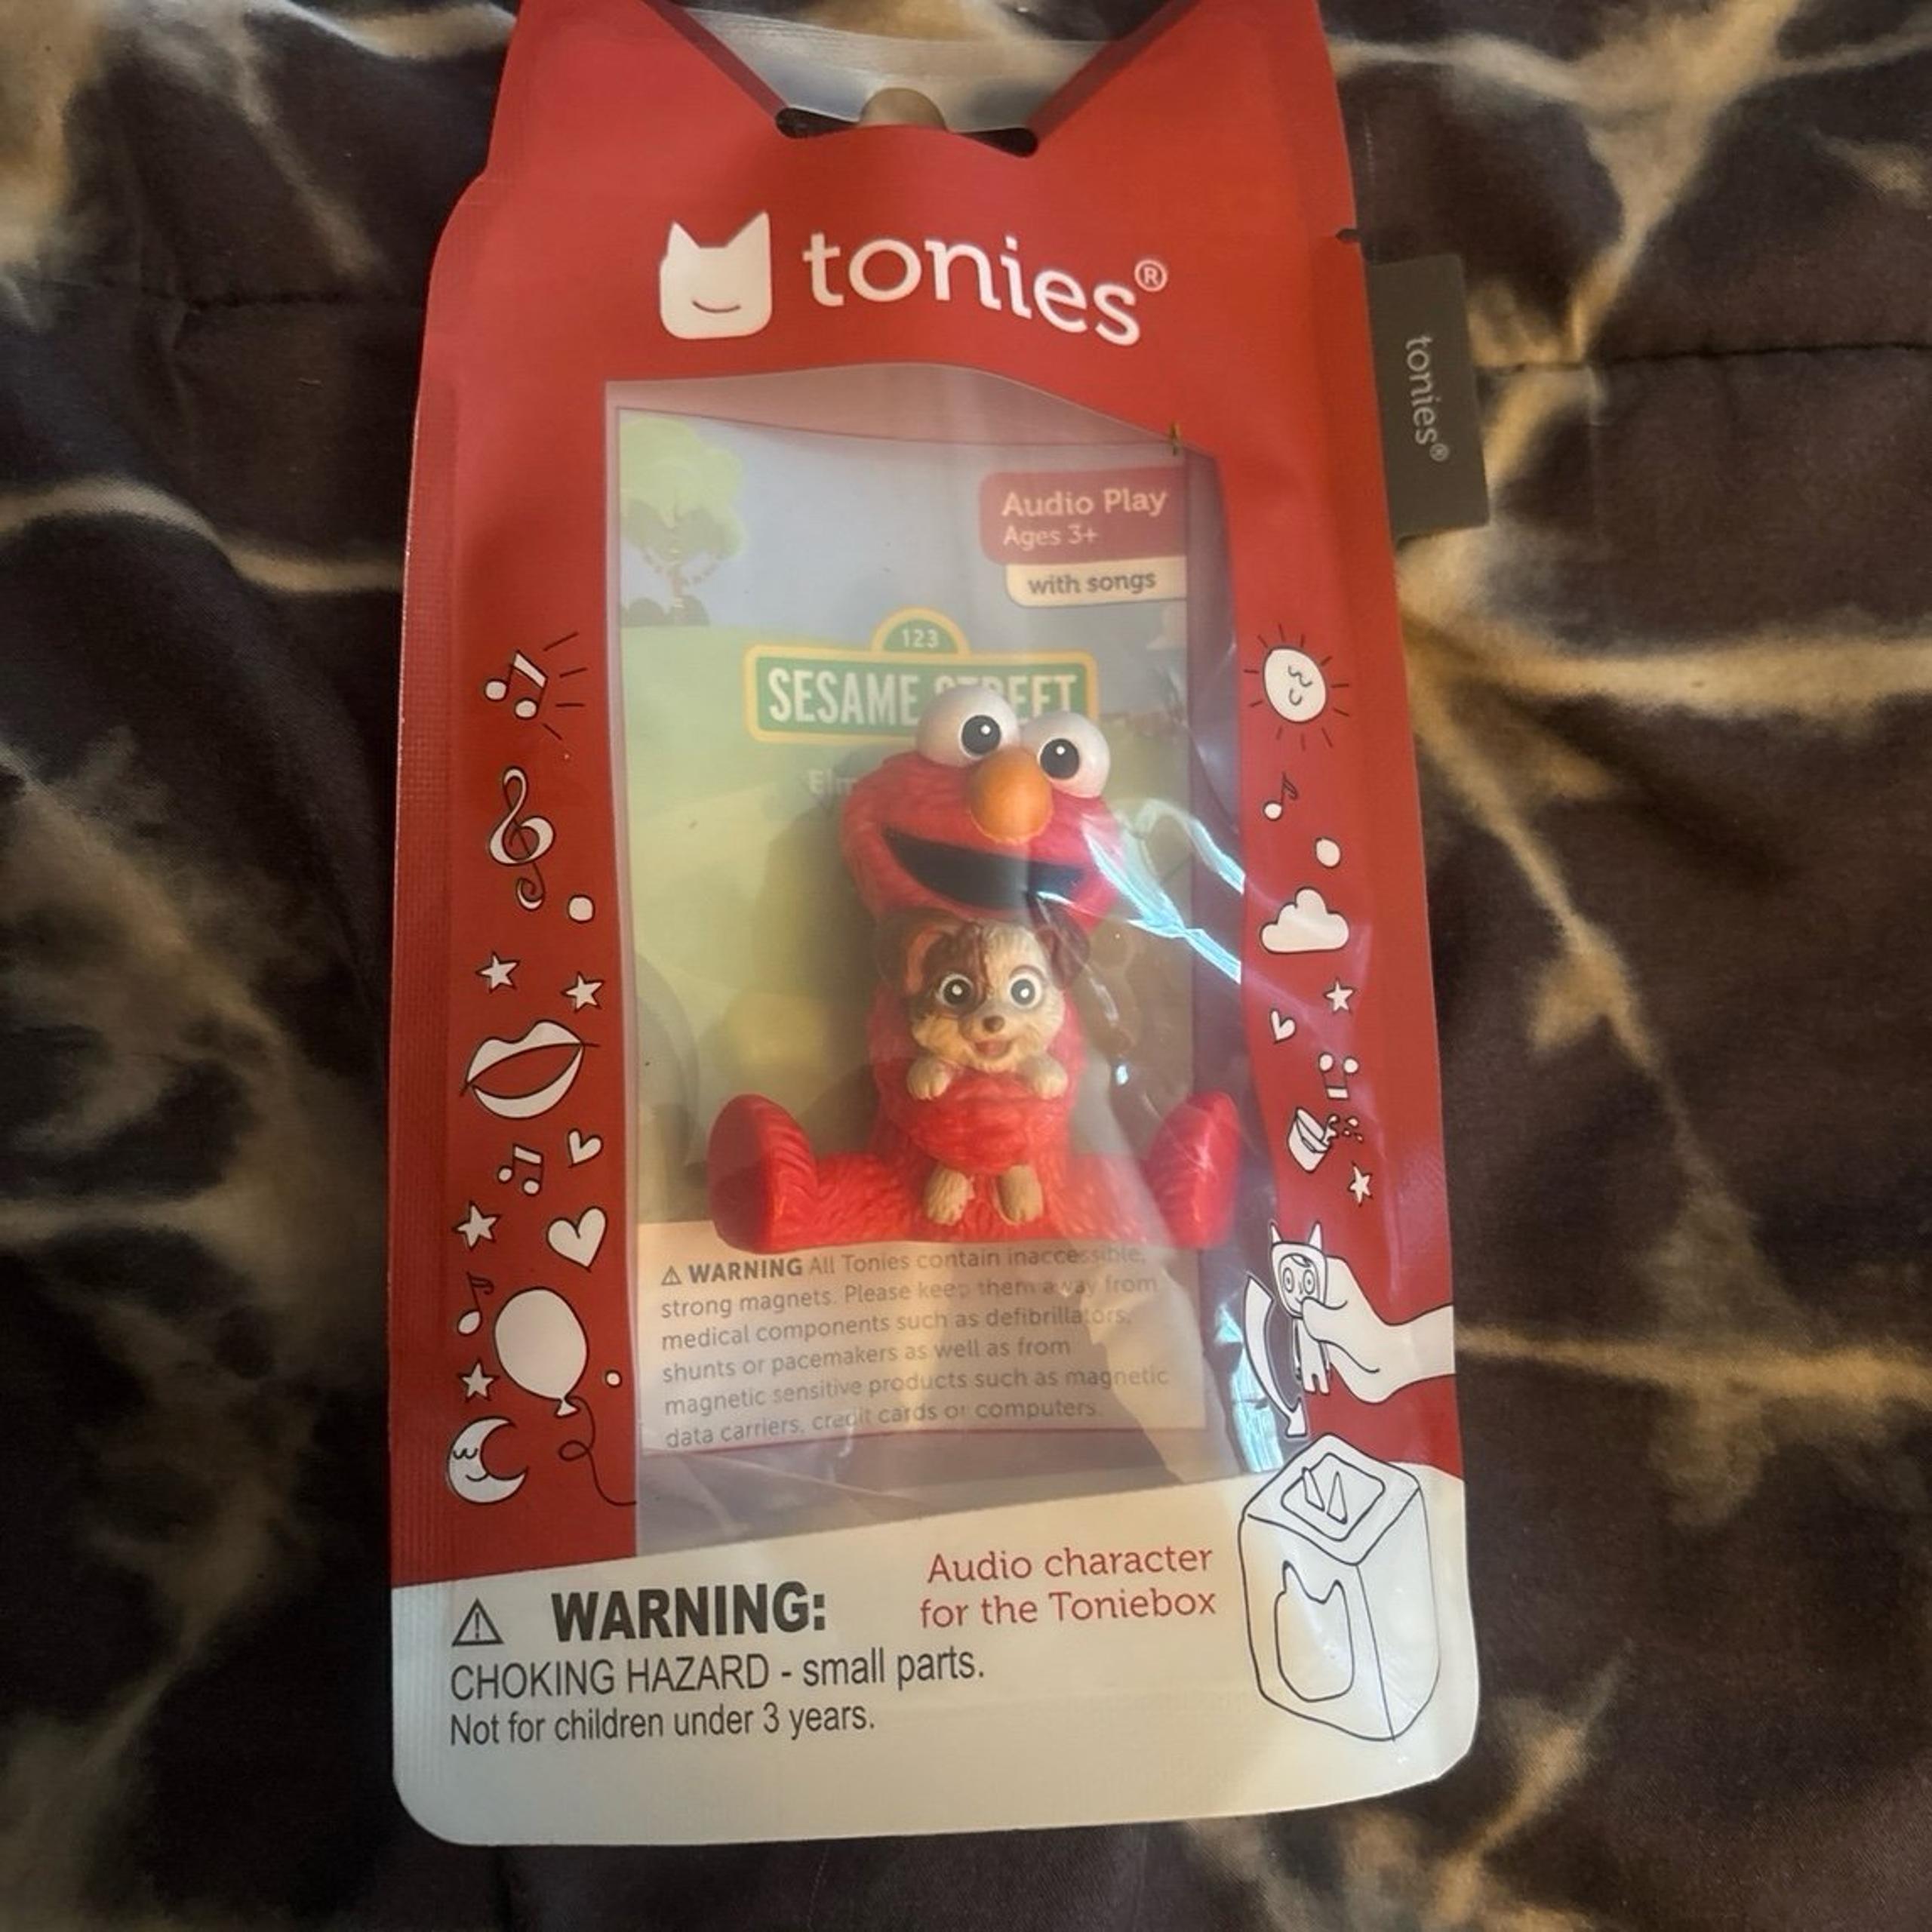 tonies®
tonies®
Audio Play
Ages 3+
with songs
123
SESAME STREET
⚠ WARNING All Tonies contain inaccessible,
strong magnets. Please keep them away from
medical components such as defibrillators,
shunts or pacemakers as well as from
magnetic sensitive products such as magnetic
data carriers, credit cards or computers.
Audio character
for the Toniebox
⚠ WARNING:
CHOKING HAZARD - small parts.
Not for children under 3 years.